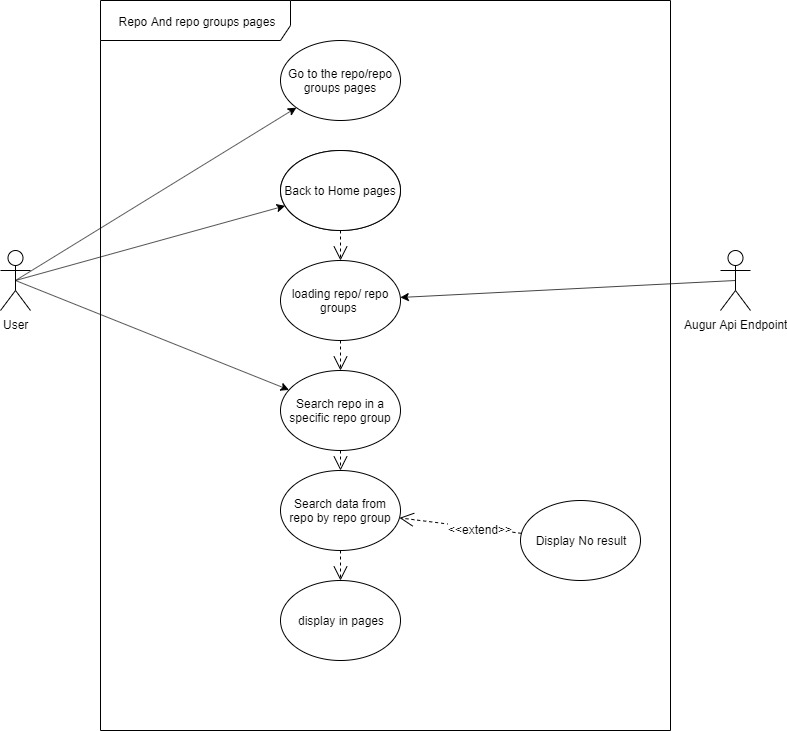 Repo And repo groups pages
Go to the repo/repo
groups pages
Back to Home pages
loading repo/ repo
groups
User
Augur Api Endpoint
Search repo in a
specific repo group
Search data from
repo by repo group
<<extend>>
Display No result
display in pages